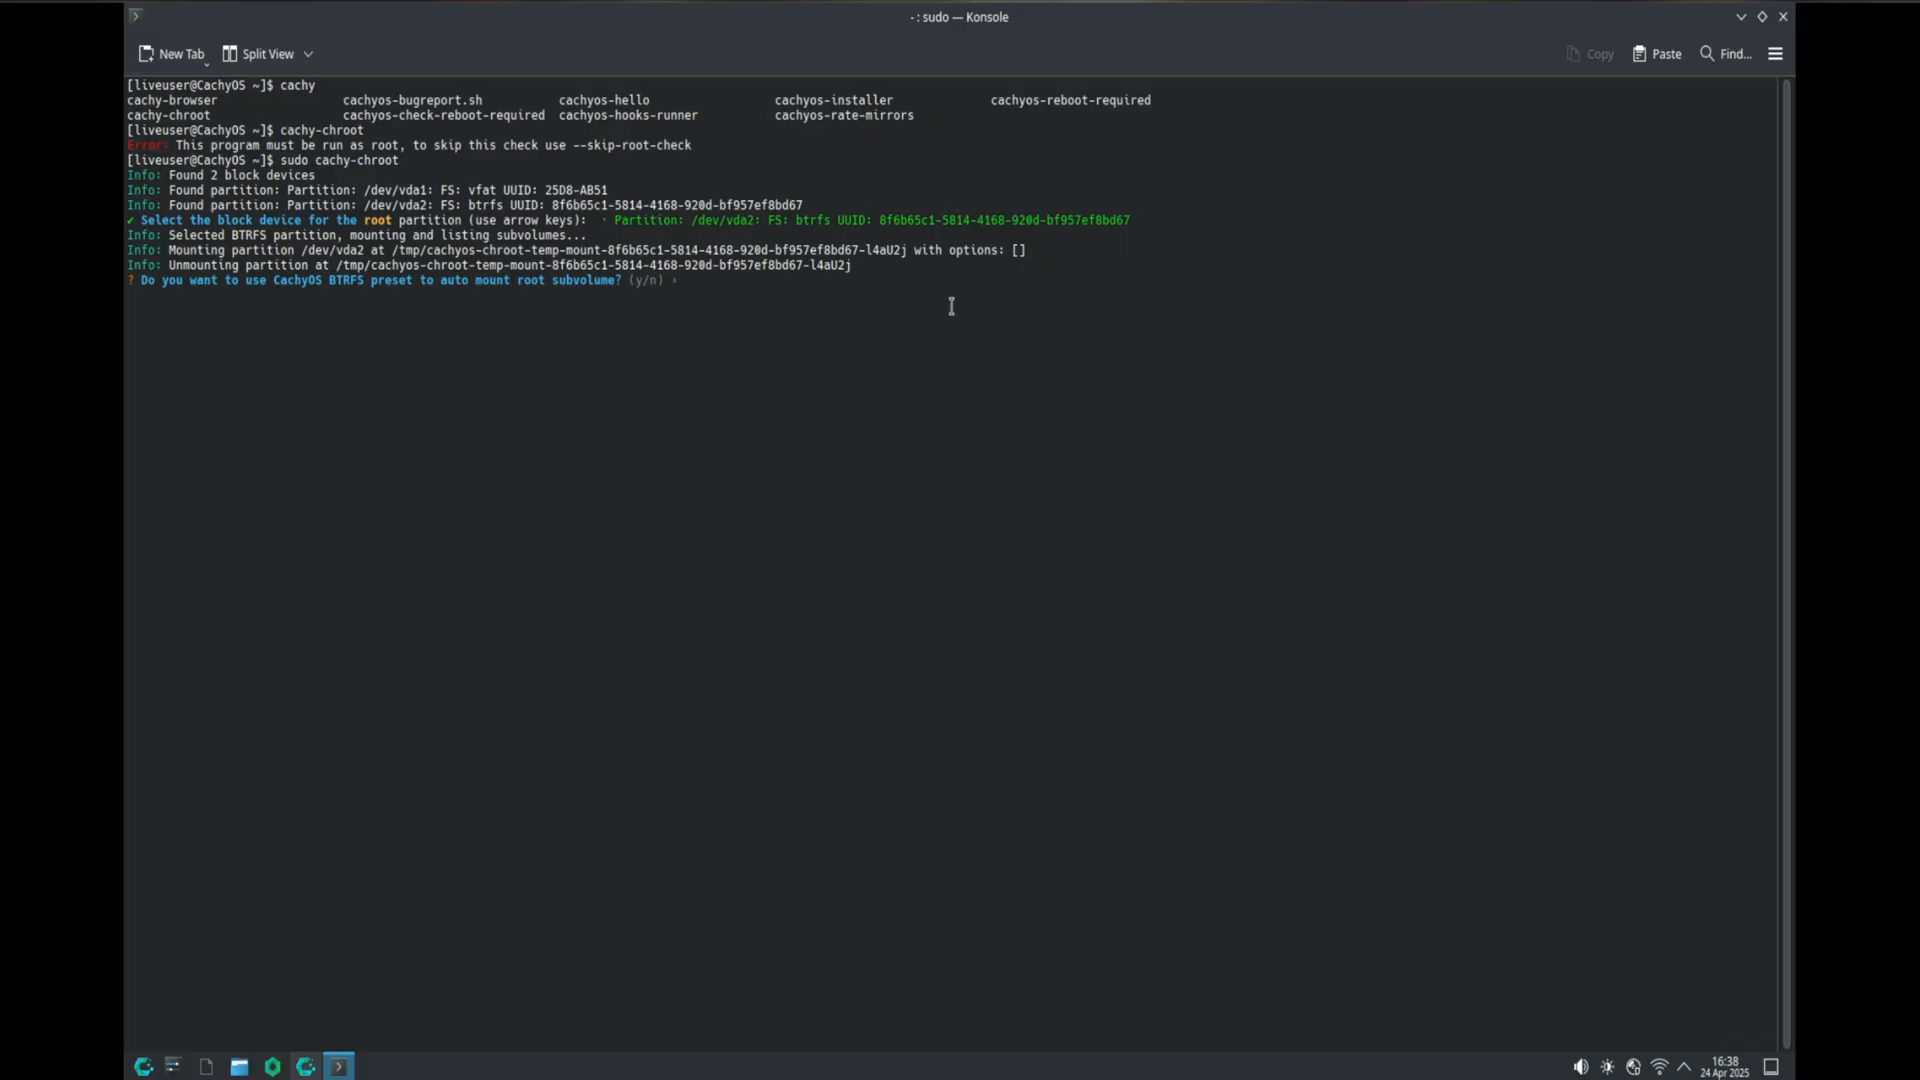 - : sudo — Konsole
New Tab Split View Copy Paste Find...
[liveuser@CachyOS ~]$ cachy
cachy-browser cachyos-bugreport.sh cachyos-hello cachyos-installer cachyos-reboot-required
cachy-chroot cachyos-check-reboot-required cachyos-hooks-runner cachyos-rate-mirrors
[liveuser@CachyOS ~]$ cachy-chroot
Error: This program must be run as root, to skip this check use --skip-root-check
[liveuser@CachyOS ~]$ sudo cachy-chroot
Info: Found 2 block devices
Info: Found partition: Partition: /dev/vda1: FS: vfat UUID: 25D8-AB51
Info: Found partition: Partition: /dev/vda2: FS: btrfs UUID: 8f6b65c1-5814-4168-920d-bf957ef8bd67
✔ Select the block device for the root partition (use arrow keys): · Partition: /dev/vda2: FS: btrfs UUID: 8f6b65c1-5814-4168-920d-bf957ef8bd67
Info: Selected BTRFS partition, mounting and listing subvolumes...
Info: Mounting partition /dev/vda2 at /tmp/cachyos-chroot-temp-mount-8f6b65c1-5814-4168-920d-bf957ef8bd67-l4aU2j with options: []
Info: Unmounting partition at /tmp/cachyos-chroot-temp-mount-8f6b65c1-5814-4168-920d-bf957ef8bd67-l4aU2j
? Do you want to use CachyOS BTRFS preset to auto mount root subvolume? (y/n) ›
16:38
24 Apr 2025